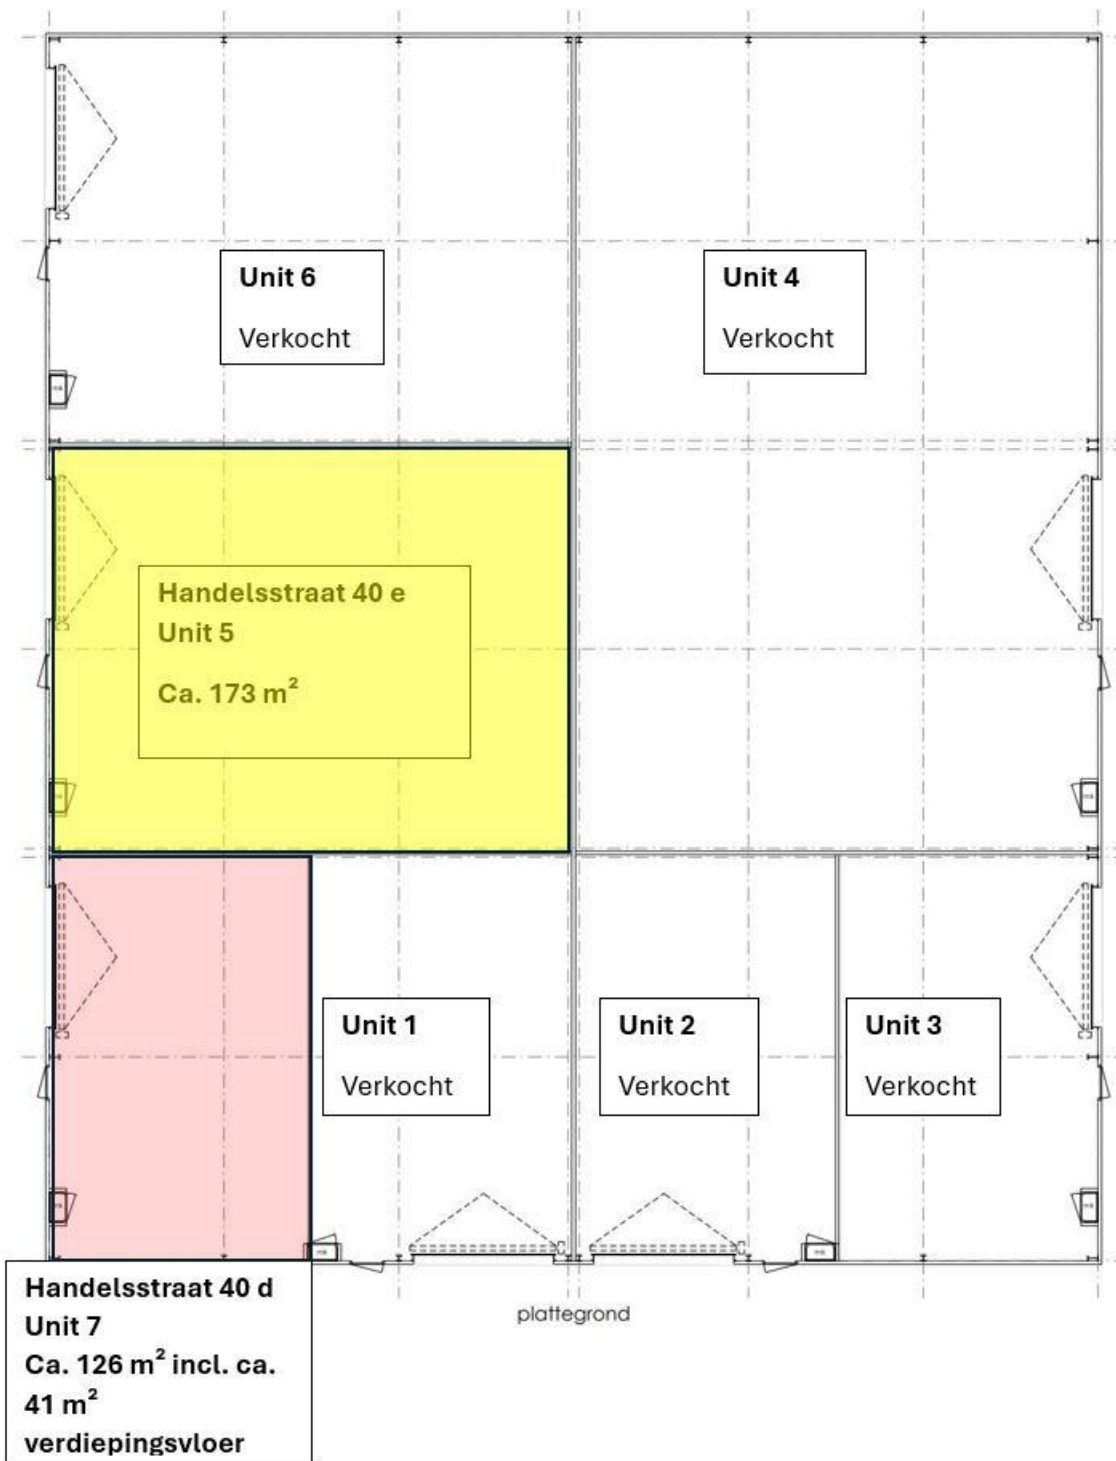 Unit 6
Verkocht
Unit 4
Verkocht
Handelsstraat 40 e
Unit 5
Ca. 173 m²
Unit 1
Verkocht
Unit 2
Verkocht
Unit 3
Verkocht
plattegrond
Handelsstraat 40 d
Unit 7
Ca. 126 m² incl. ca.
41 m²
verdiepingsvloer